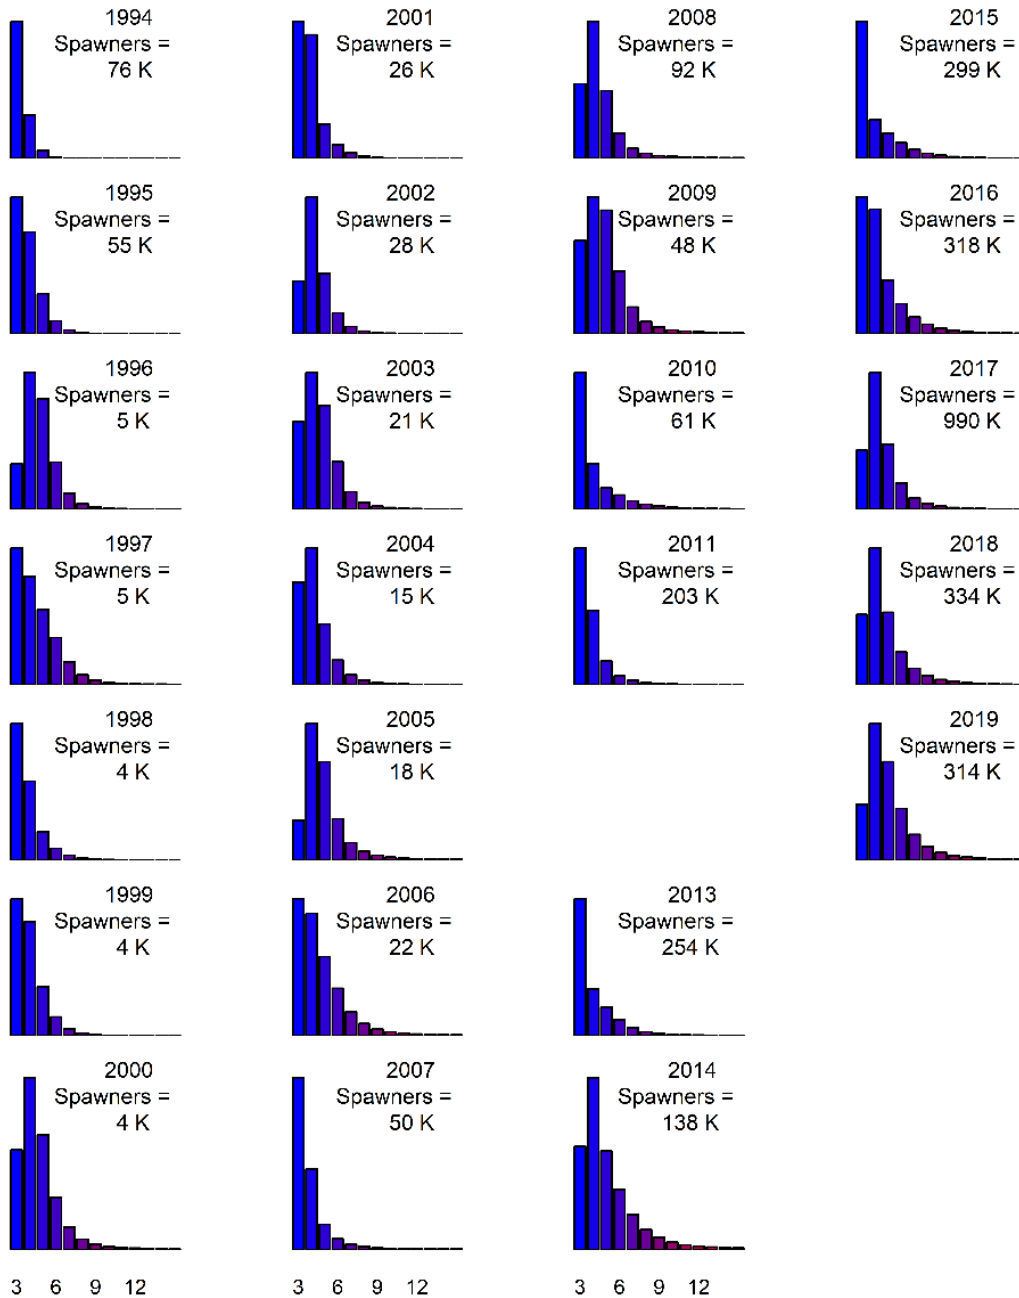 1994
Spawners =
76 K
1995
Spawners =
55 K
1996
Spawners =
5 K
1997
Spawners =
5 K
1998
Spawners =
4 K
1999
Spawners =
4 K
2000
Spawners =
4 K
3 6 9 12
2001
Spawners =
26 K
2002
Spawners =
28 K
2003
Spawners =
21 K
2004
Spawners =
15 K
2005
Spawners =
18 K
2006
Spawners =
22 K
2007
Spawners =
50 K
3 6 9 12
2008
Spawners =
92 K
2009
Spawners =
48 K
2010
Spawners =
61 K
2011
Spawners =
203 K
2013
Spawners =
254 K
2014
Spawners =
138 K
3 6 9 12
2015
Spawners =
299 K
2016
Spawners =
318 K
2017
Spawners =
990 K
2018
Spawners =
334 K
2019
Spawners =
314 K